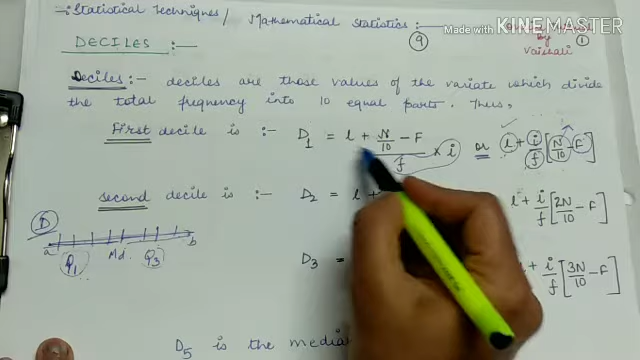 Statistical Techniques / Mathematical Statistics :-
Made with KINEMASTER
by Vaishali
9
1
DECILES :-
Deciles :- deciles are those values of the variate which divide
the total frequency into 10 equal parts. Thus,
First decile is :- D₁ = l + (N/10 - F)/f × i or l + i/f [N/10 - F]
Second decile is :- D₂ = l + i/f [2N/10 - F]
D
a Q₁ Md. Q₃ b
D₃ = + i/f [3N/10 - F]
D₅ is the media